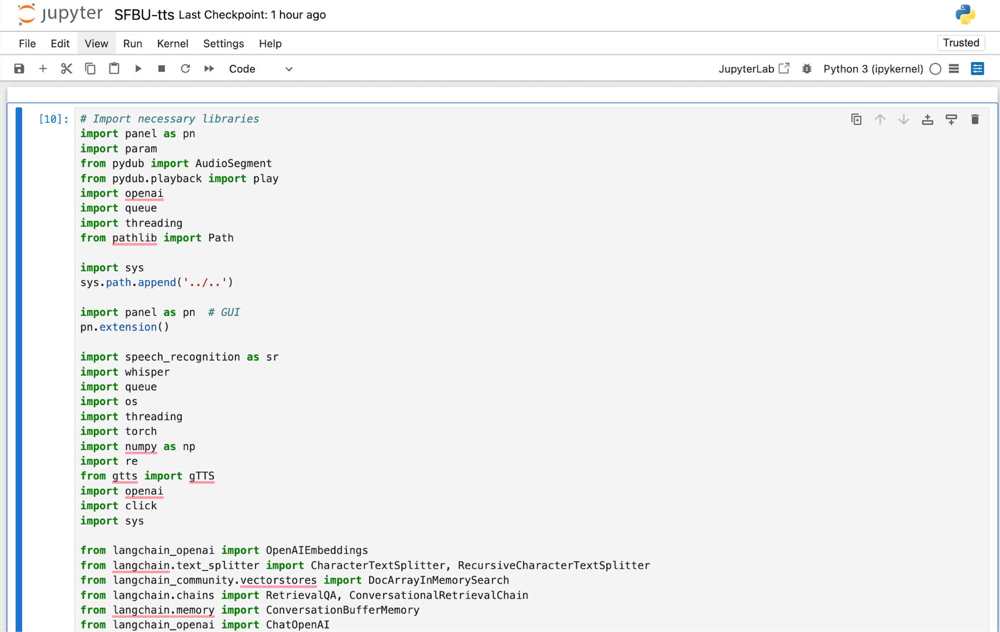 jupyter SFBU-tts Last Checkpoint: 1 hour ago
File Edit View Run Kernel Settings Help Trusted
Code JupyterLab Python 3 (ipykernel)
[10]: # Import necessary libraries
import panel as pn
import param
from pydub import AudioSegment
from pydub.playback import play
import openai
import queue
import threading
from pathlib import Path
import sys
sys.path.append('../..')
import panel as pn  # GUI
pn.extension()
import speech_recognition as sr
import whisper
import queue
import os
import threading
import torch
import numpy as np
import re
from gtts import gTTS
import openai
import click
import sys
from langchain_openai import OpenAIEmbeddings
from langchain.text_splitter import CharacterTextSplitter, RecursiveCharacterTextSplitter
from langchain_community.vectorstores import DocArrayInMemorySearch
from langchain.chains import RetrievalQA, ConversationalRetrievalChain
from langchain.memory import ConversationBufferMemory
from langchain_openai import ChatOpenAI